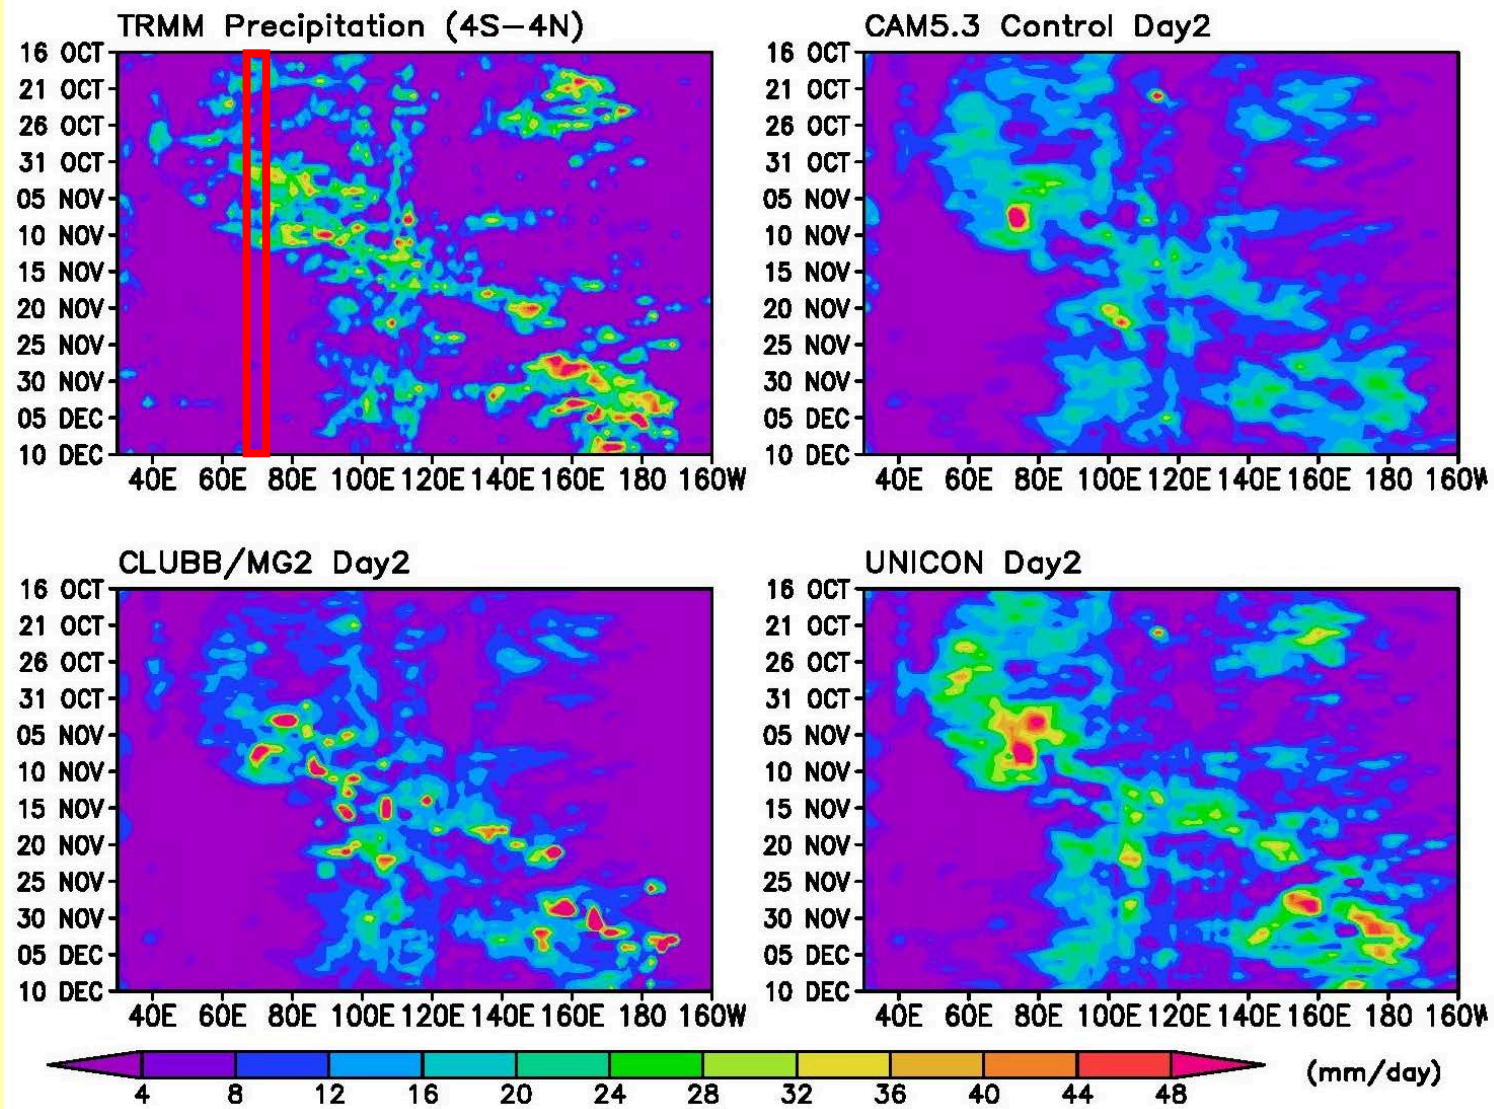 TRMM Precipitation (4S−4N)
16 OCT
21 OCT
26 OCT
31 OCT
05 NOV
10 NOV
15 NOV
20 NOV
25 NOV
30 NOV
05 DEC
10 DEC
40E 60E 80E 100E 120E 140E 160E 180 160W
CAM5.3 Control Day2
16 OCT
21 OCT
26 OCT
31 OCT
05 NOV
10 NOV
15 NOV
20 NOV
25 NOV
30 NOV
05 DEC
10 DEC
40E 60E 80E 100E 120E 140E 160E 180 160W
CLUBB/MG2 Day2
16 OCT
21 OCT
26 OCT
31 OCT
05 NOV
10 NOV
15 NOV
20 NOV
25 NOV
30 NOV
05 DEC
10 DEC
40E 60E 80E 100E 120E 140E 160E 180 160W
UNICON Day2
16 OCT
21 OCT
26 OCT
31 OCT
05 NOV
10 NOV
15 NOV
20 NOV
25 NOV
30 NOV
05 DEC
10 DEC
40E 60E 80E 100E 120E 140E 160E 180 160W
4 8 12 16 20 24 28 32 36 40 44 48 (mm/day)